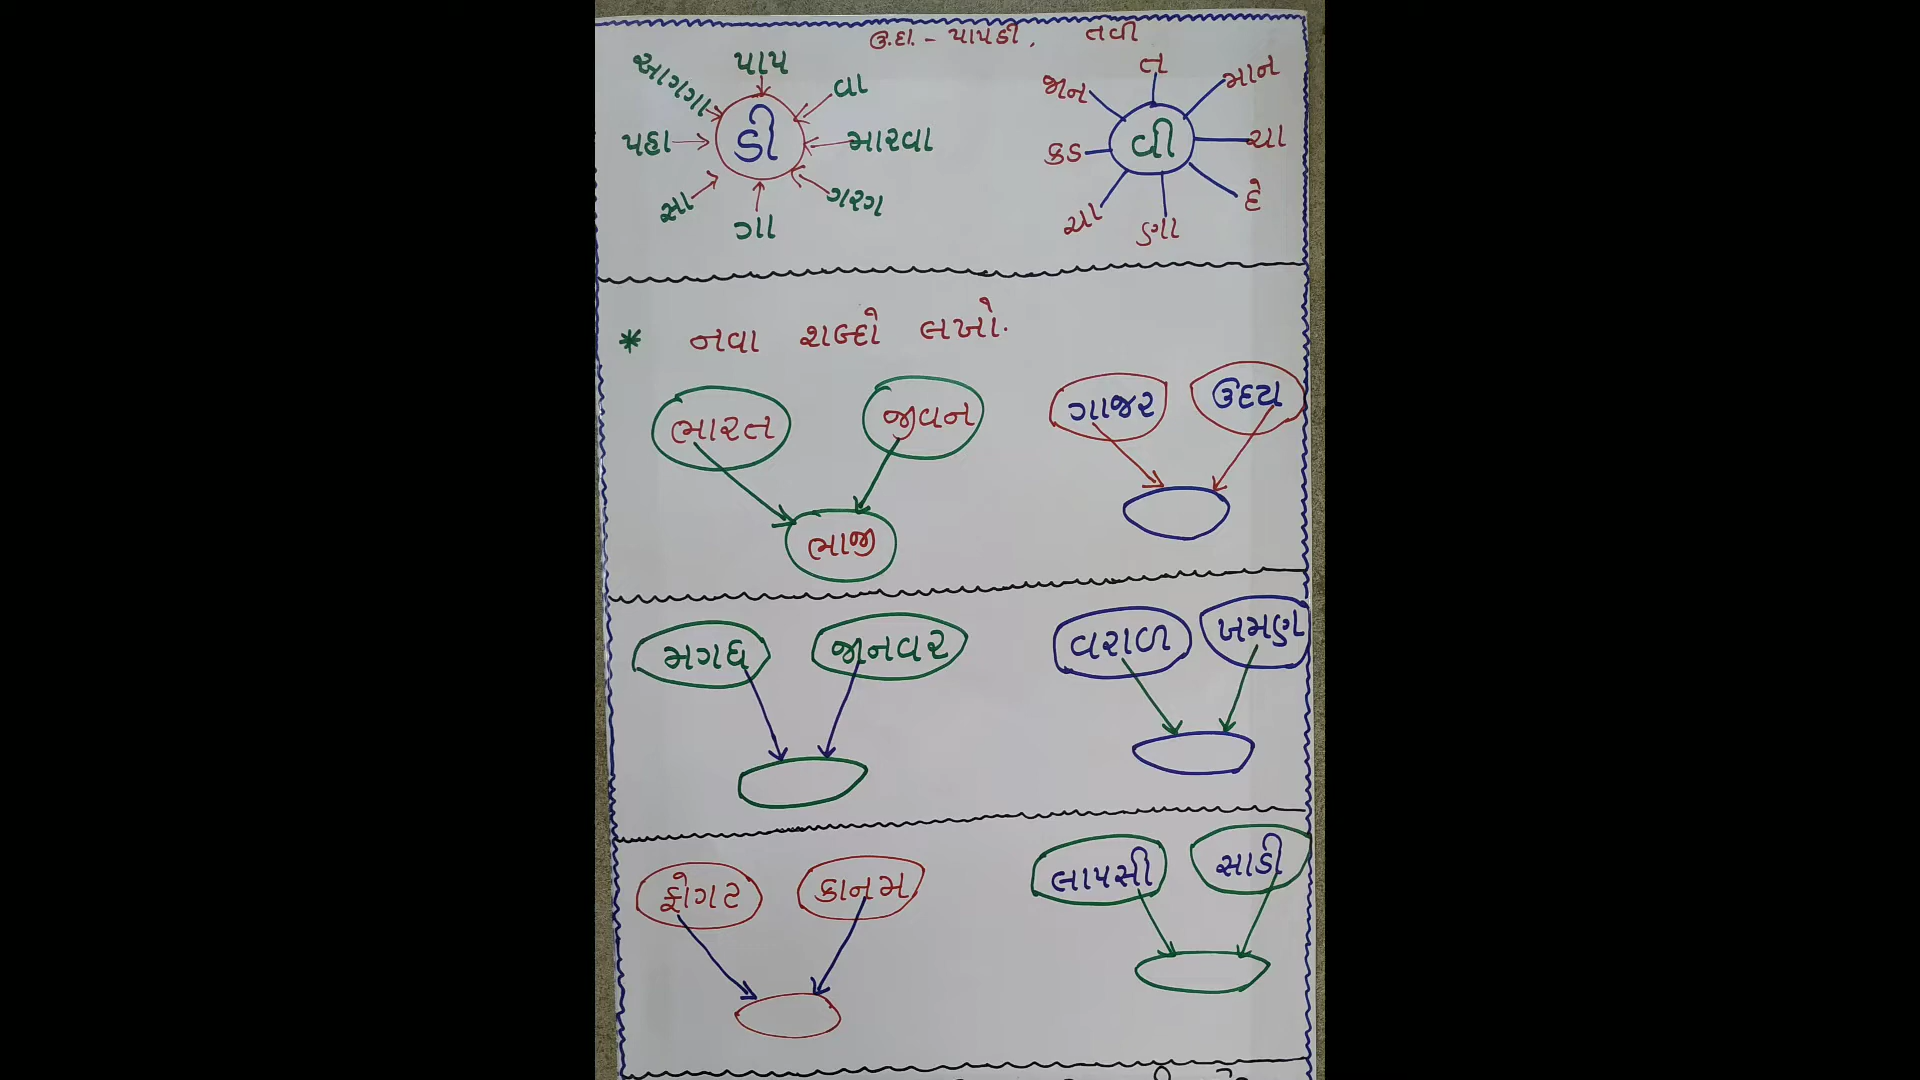 ઉ.દા. - પાપડી, તવી
આગગા પાપ વા
પહા ડી મારવા
સા ગા ગરગ
જાન ત માન
કડ વી ચા
ચા ણા દે
* નવા શબ્દો લખો.
ભારત જીવન ગાજર ઉદય
ભાજી
મગધ જાનવર વરાળ ખમણ
ફોગટ કાનમ લાપસી સાડી